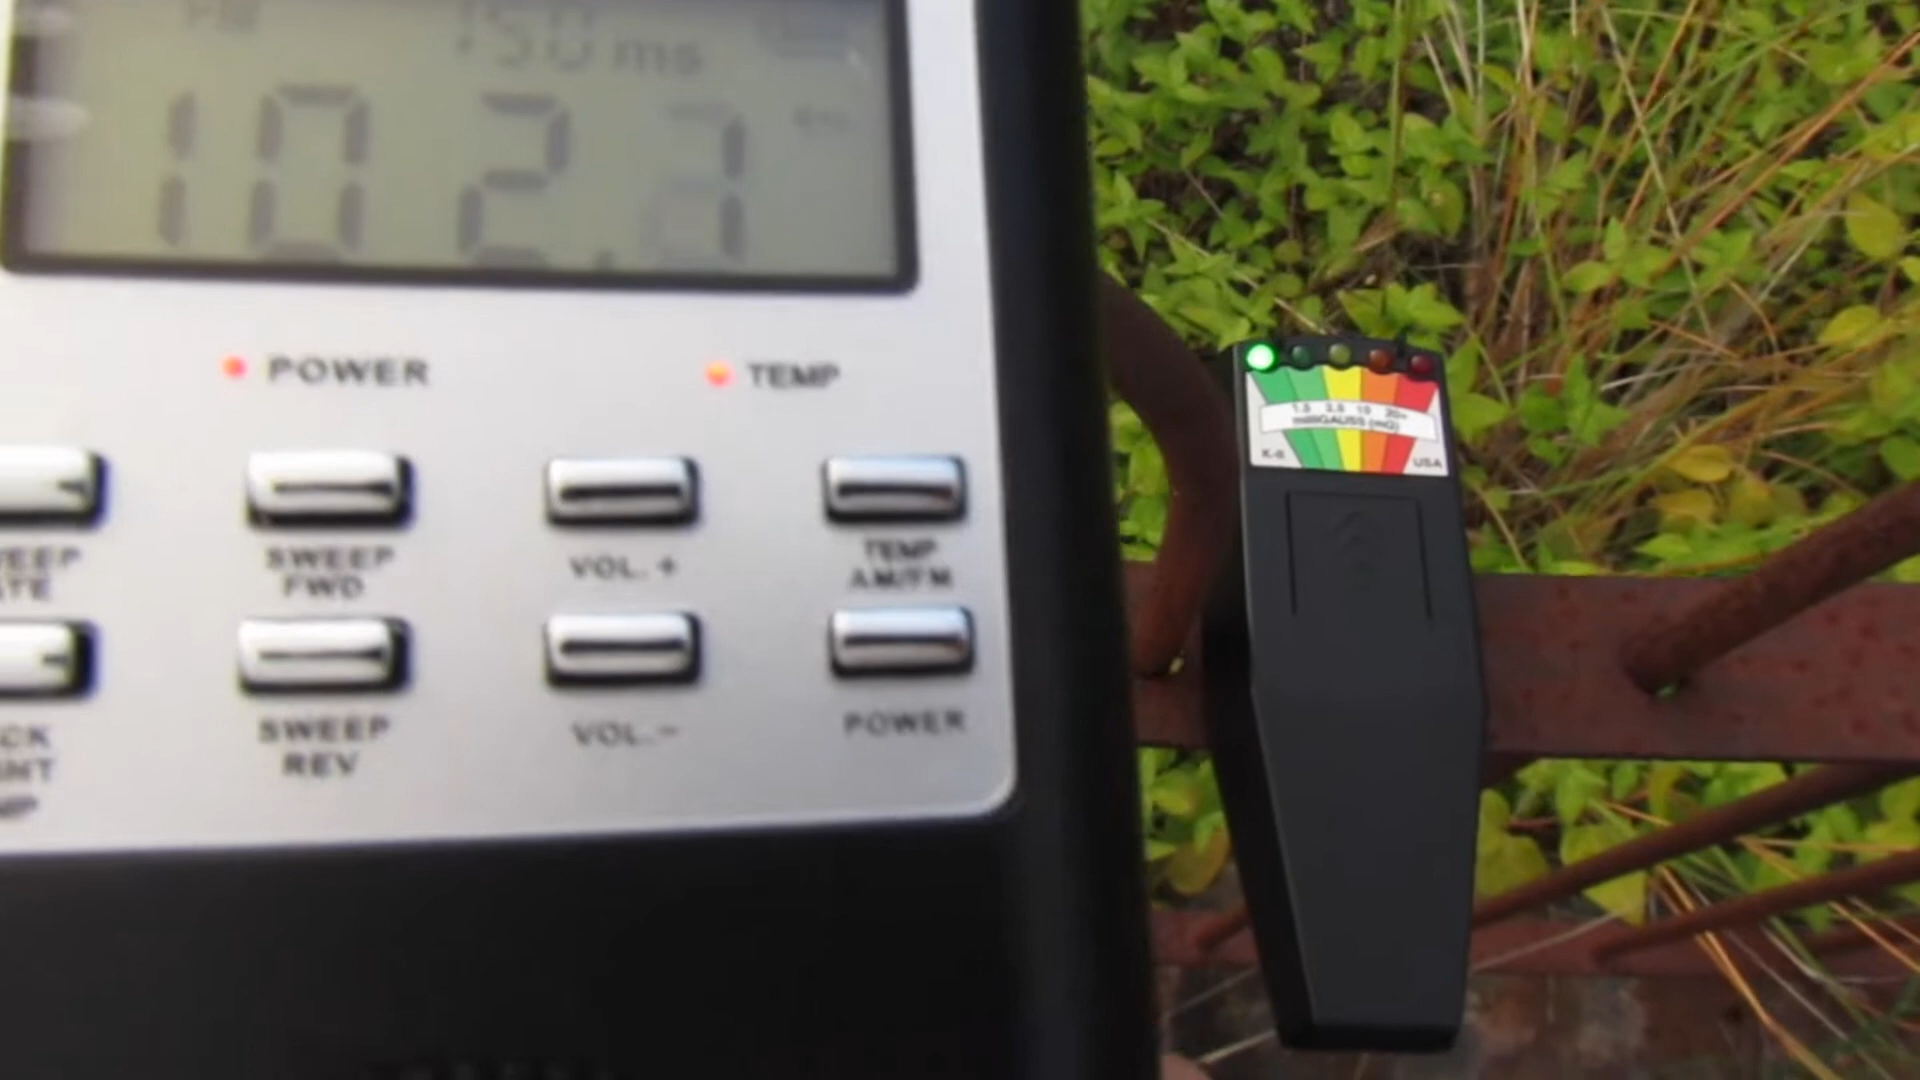 150 ms
102.
POWER
TEMP
SWEEP
FWD
VOL. +
TEMP
AM/FM
SWEEP
REV
VOL.-
POWER
1.5 2.5 10 20+
milliGAUSS (mG)
K-II
USA